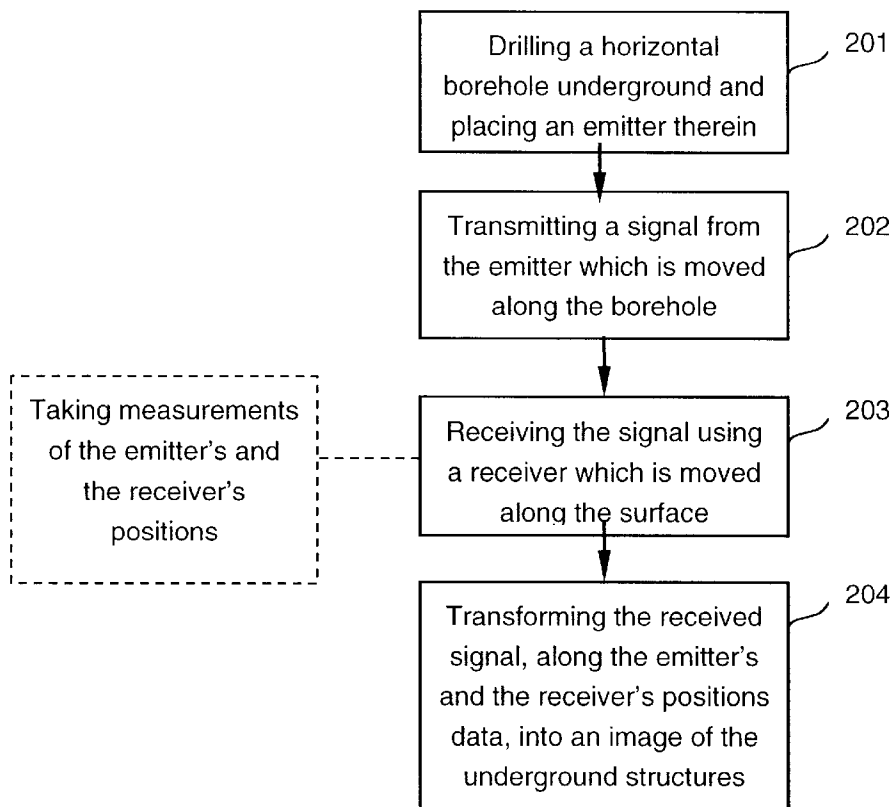 Drilling a horizontal
borehole underground and
placing an emitter therein
201
Transmitting a signal from
the emitter which is moved
along the borehole
202
Taking measurements
of the emitter's and
the receiver's
positions
Receiving the signal using
a receiver which is moved
along the surface
203
Transforming the received
signal, along the emitter's
and the receiver's positions
data, into an image of the
underground structures
204